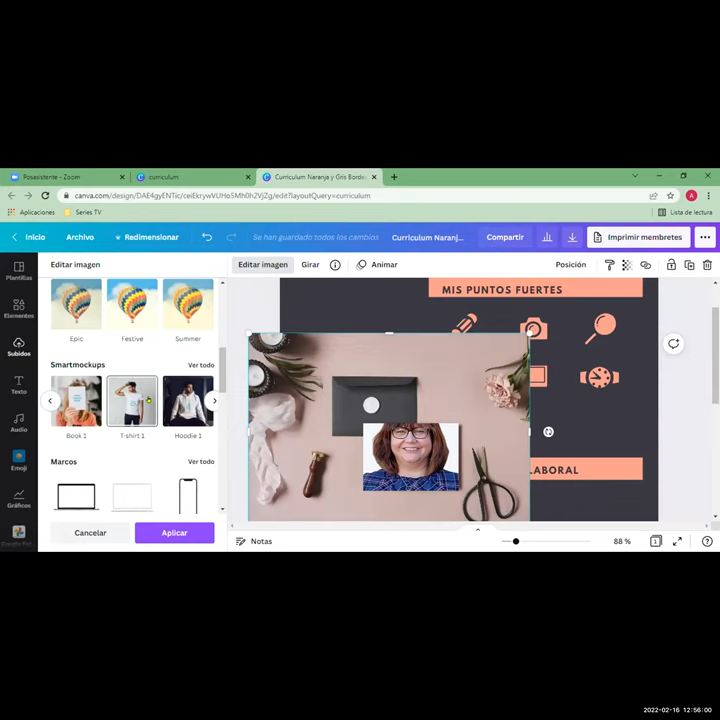 Posasistente - Zoom
curriculum
Curriculum Naranja y Gris Borde
canva.com/design/DAE4gyENTic/ceiEkrywVUHo5Mh0h2VjZg/edit?layoutQuery=curriculum
A
Aplicaciones
Series TV
Lista de lectura
Inicio
Archivo
Redimensionar
Se han guardado todos los cambios
Curriculum Naranj...
Compartir
Imprimir membretes
Plantillas
Elementos
Subidos
Texto
Audio
Emoji
Gráficos
Editar imagen
Epic
Festive
Summer
Smartmockups
Ver todo
Book 1
T-shirt 1
Hoodie 1
Marcos
Ver todo
Cancelar
Aplicar
Editar imagen
Girar
Animar
Posición
MIS PUNTOS FUERTES
LABORAL
Notas
88 %
1
2022-02-16 12:56:00